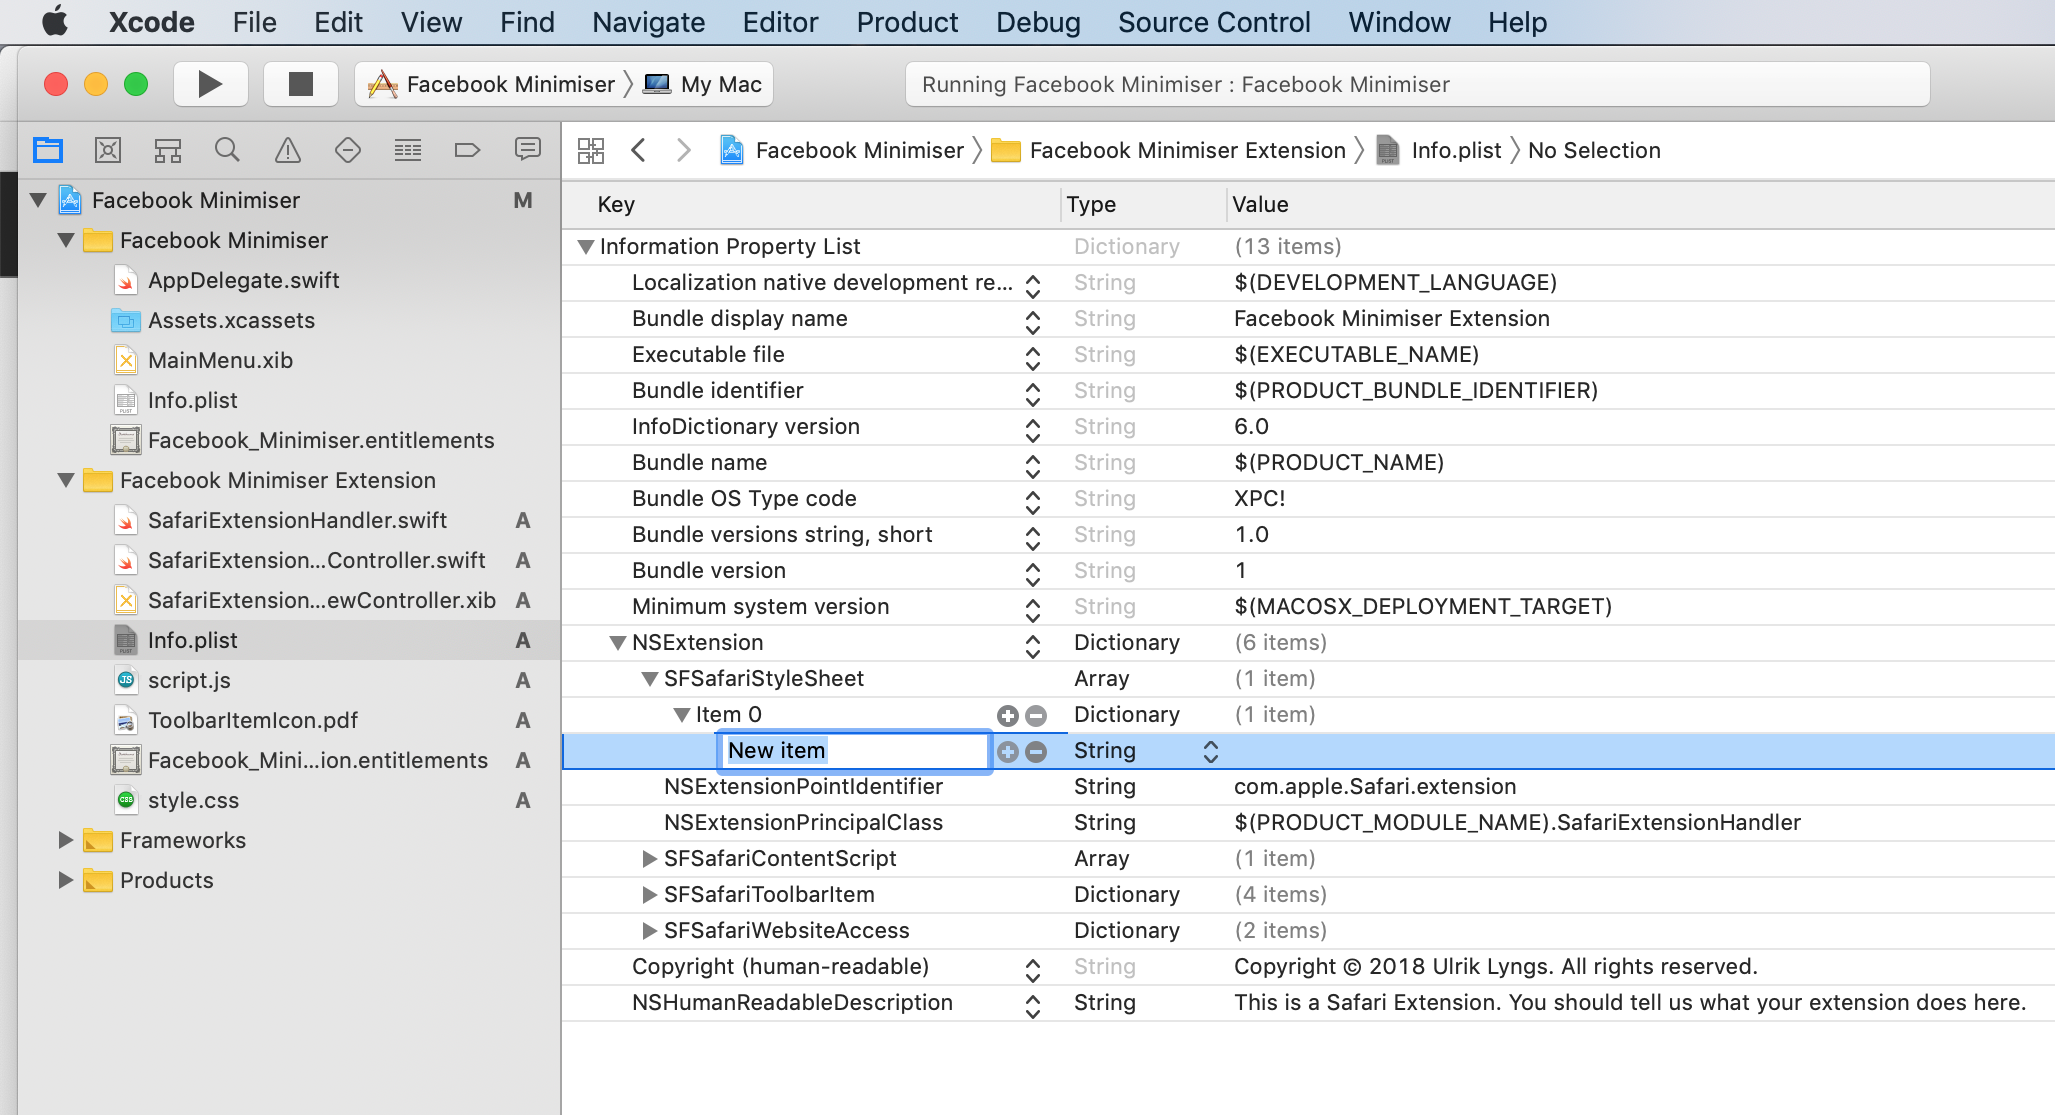 Xcode File Edit View Find Navigate Editor Product Debug Source Control Window Help
Facebook Minimiser My Mac Running Facebook Minimiser : Facebook Minimiser
Facebook Minimiser Facebook Minimiser Extension Info.plist No Selection
Facebook Minimiser M
Facebook Minimiser
AppDelegate.swift
Assets.xcassets
MainMenu.xib
Info.plist
Facebook_Minimiser.entitlements
Facebook Minimiser Extension
SafariExtensionHandler.swift A
SafariExtension...Controller.swift A
SafariExtension...ewController.xib A
Info.plist A
script.js A
ToolbarItemIcon.pdf A
Facebook_Mini...ion.entitlements A
style.css A
Frameworks
Products
Key Type Value
Information Property List Dictionary (13 items)
Localization native development re... String $(DEVELOPMENT_LANGUAGE)
Bundle display name String Facebook Minimiser Extension
Executable file String $(EXECUTABLE_NAME)
Bundle identifier String $(PRODUCT_BUNDLE_IDENTIFIER)
InfoDictionary version String 6.0
Bundle name String $(PRODUCT_NAME)
Bundle OS Type code String XPC!
Bundle versions string, short String 1.0
Bundle version String 1
Minimum system version String $(MACOSX_DEPLOYMENT_TARGET)
NSExtension Dictionary (6 items)
SFSafariStyleSheet Array (1 item)
Item 0 Dictionary (1 item)
New item String
NSExtensionPointIdentifier String com.apple.Safari.extension
NSExtensionPrincipalClass String $(PRODUCT_MODULE_NAME).SafariExtensionHandler
SFSafariContentScript Array (1 item)
SFSafariToolbarItem Dictionary (4 items)
SFSafariWebsiteAccess Dictionary (2 items)
Copyright (human-readable) String Copyright © 2018 Ulrik Lyngs. All rights reserved.
NSHumanReadableDescription String This is a Safari Extension. You should tell us what your extension does here.